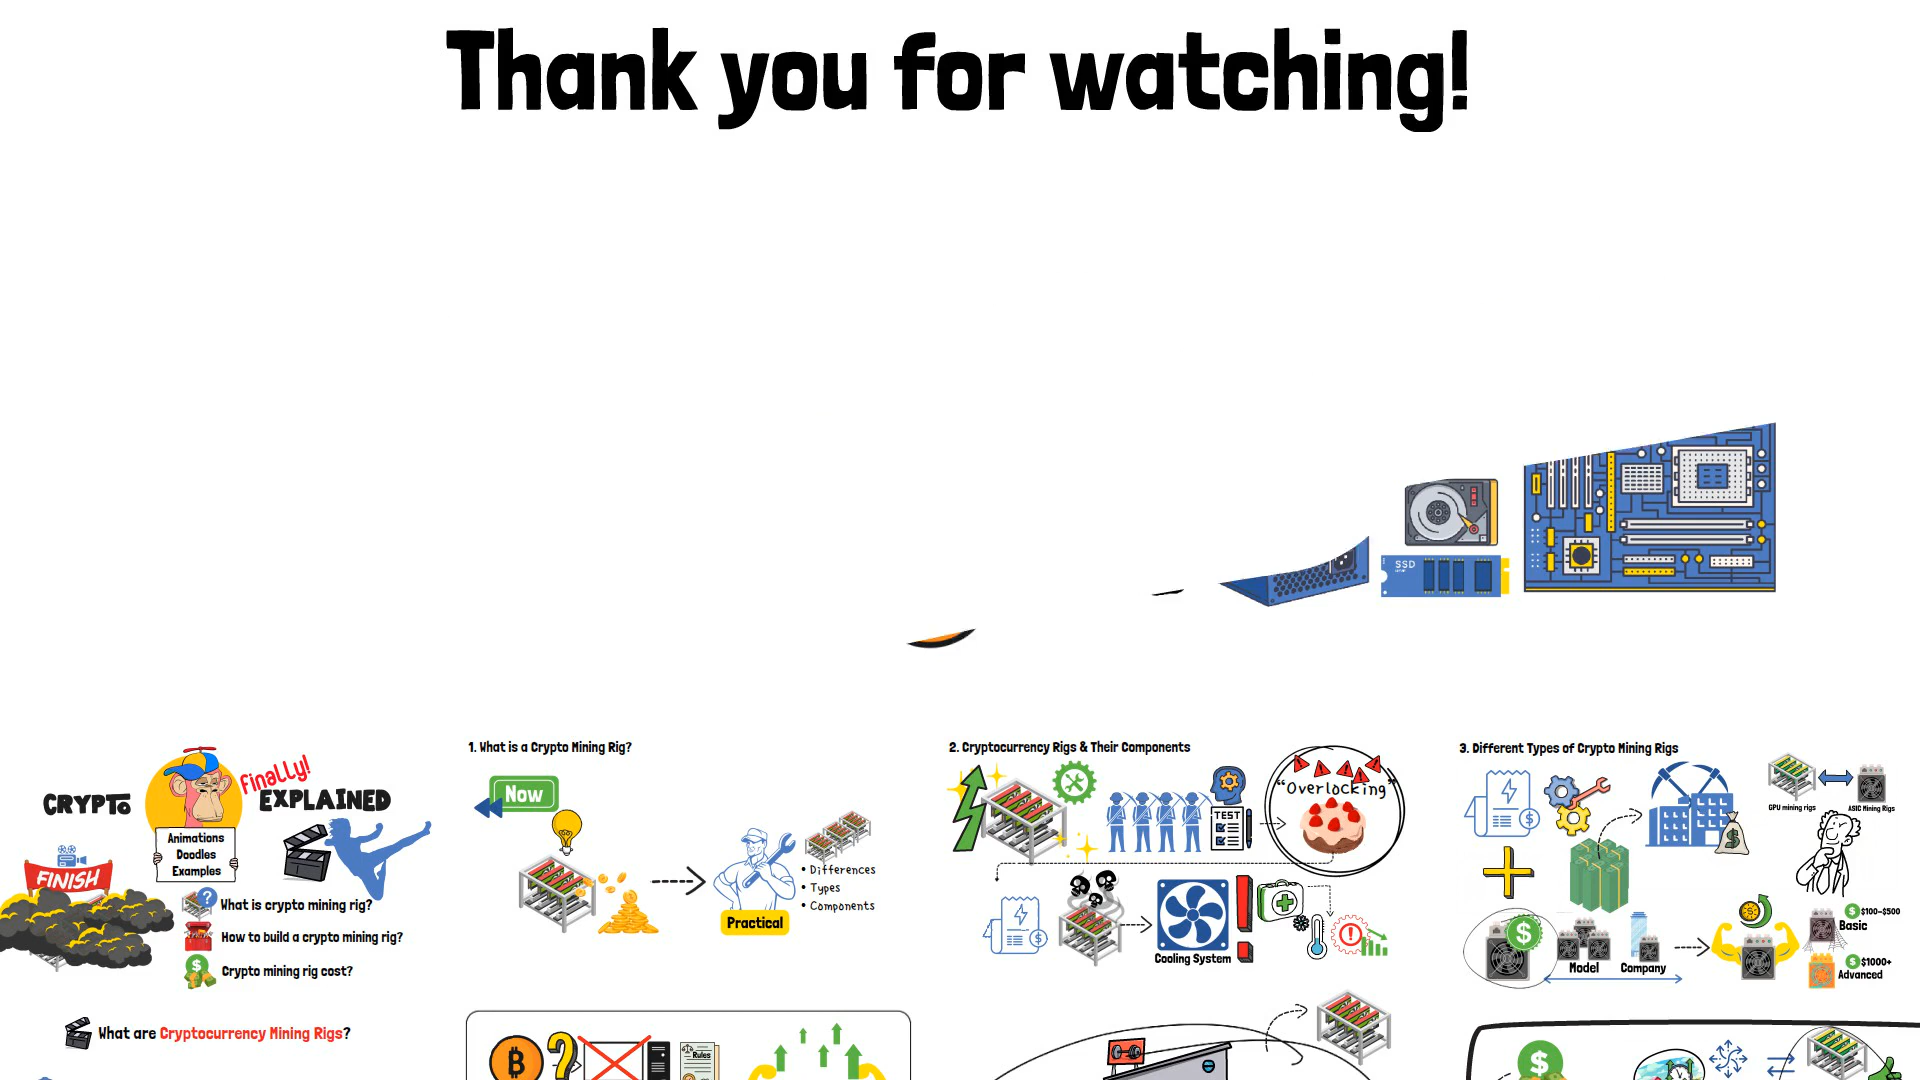 Thank you for watching!
SSD
CRYPTO
finally!
EXPLAINED
Animations
Doodles
Examples
FINISH
What is crypto mining rig?
How to build a crypto mining rig?
Crypto mining rig cost?
What are Cryptocurrency Mining Rigs?
1. What is a Crypto Mining Rig?
Now
• Differences
• Types
• Components
Practical
Rules
2. Cryptocurrency Rigs & Their Components
"Overlocking"
TEST
Cooling System
3. Different Types of Crypto Mining Rigs
GPU mining rigs
ASIC Mining Rigs
Model
Company
$100-$500
Basic
$1000+
Advanced